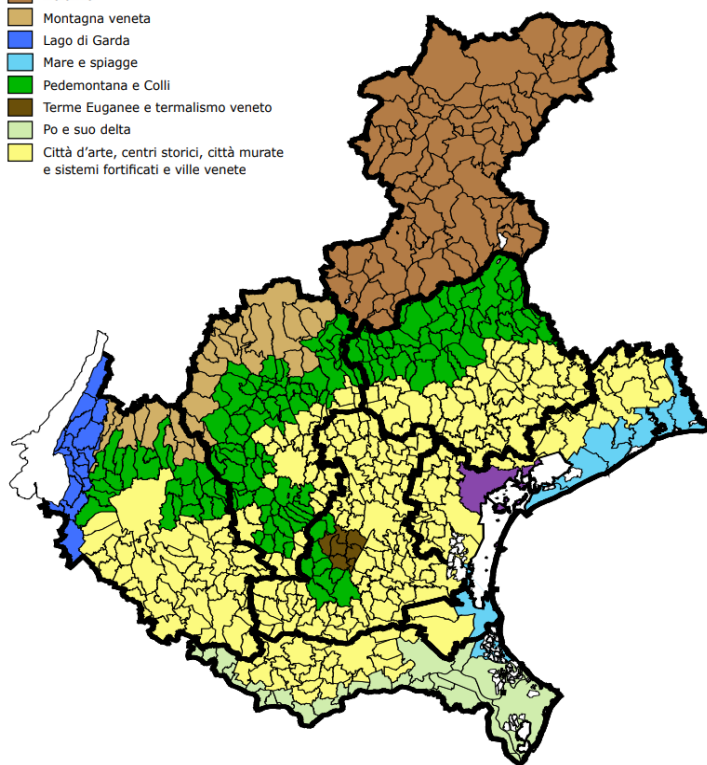 Montagna veneta
Lago di Garda
Mare e spiagge
Pedemontana e Colli
Terme Euganee e termalismo veneto
Po e suo delta
Città d'arte, centri storici, città murate
e sistemi fortificati e ville venete